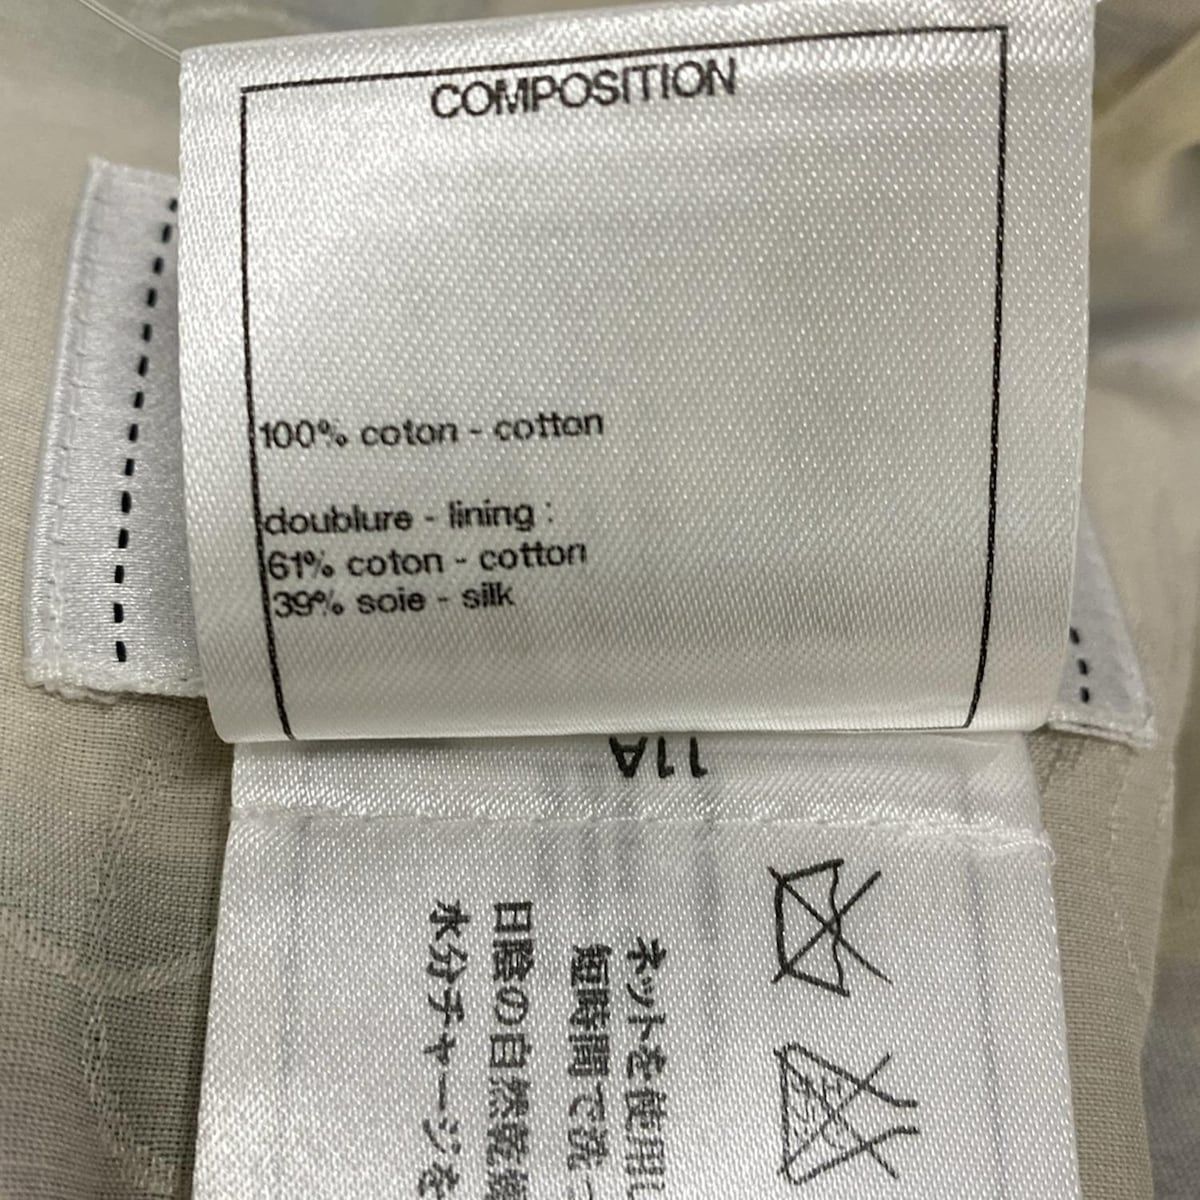 COMPOSITION
100% coton - cotton
doublure - lining :
61% coton - cotton
39% soie - silk
11A
ネットを使用し
短時間で洗っ
日陰の自然乾燥
水分チャージを